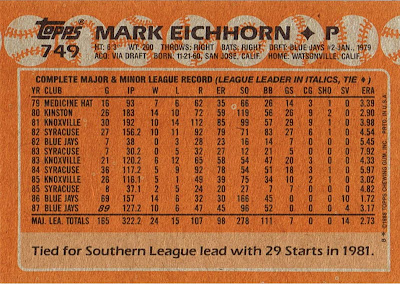 Topps MARK EICHHORN ♦ P
749 HT: 6'3" WT: 200 THROWS: RIGHT BATS: RIGHT DRFT: BLUE JAYS #2-JAN., 1979
ACQ: VIA DRAFT BORN: 11-21-60, SAN JOSE, CALIF. HOME: WATSONVILLE, CALIF.
COMPLETE MAJOR & MINOR LEAGUE RECORD (LEAGUE LEADER IN ITALICS, TIE ♦)
YR CLUB G IP W L R ER SO BB GS CG SHO SV ERA
79 MEDICINE HAT 16 93 7 6 62 35 66 26 14 3 1 0 3.39
80 KINSTON 26 183 14 10 72 59 119 56 26 9 2 0 2.90
81 KNOXVILLE 30 192 10 14 112 85 99 57 29 9 1 0 3.98
82 SYRACUSE 27 156.2 10 11 92 79 71 83 27 6 1 0 4.54
82 BLUE JAYS 7 38 0 3 28 23 16 14 7 0 0 0 5.45
83 SYRACUSE 7 30.2 0 5 32 27 12 21 5 0 0 0 7.92
83 KNOXVILLE 21 120.2 6 12 65 58 54 47 20 3 0 4.33
84 SYRACUSE 36 117.2 5 9 92 78 54 51 18 3 1 0 5.97
85 KNOXVILLE 26 116.1 5 1 49 39 75 34 10 2 1 0 3.02
85 SYRACUSE 8 37.1 2 5 24 20 27 7 0 0 0 4.82
86 BLUE JAYS 69 157 14 6 32 30 166 45 0 0 0 10 1.72
87 BLUE JAYS 89 127.2 10 6 47 45 96 52 0 0 0 4 3.17
MAJ. LEA. TOTALS 165 322.2 24 15 107 98 278 111 7 0 0 14 2.73
Tied for Southern League lead with 29 Starts in 1981.